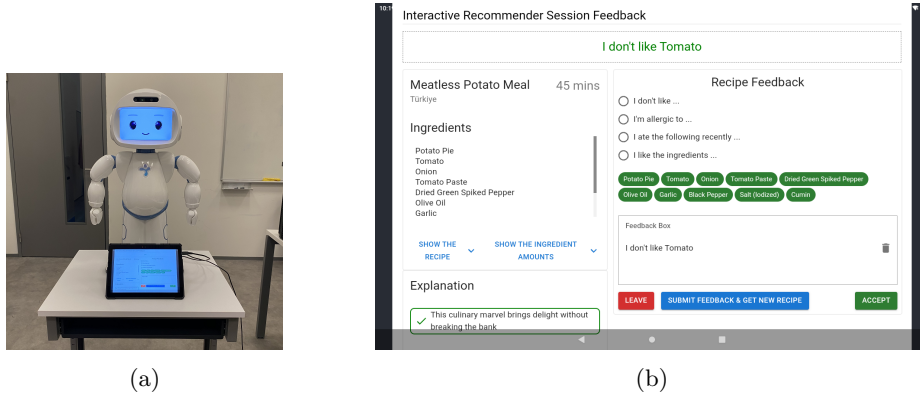 10:1
Interactive Recommender Session Feedback
I don't like Tomato
Meatless Potato Meal 45 mins
Türkiye
Ingredients
Potato Pie
Tomato
Onion
Tomato Paste
Dried Green Spiked Pepper
Olive Oil
Garlic
SHOW THE RECIPE
SHOW THE INGREDIENT AMOUNTS
Explanation
This culinary marvel brings delight without
breaking the bank
Recipe Feedback
I don't like ...
I'm allergic to ...
I ate the following recently ...
I like the ingredients ...
Potato Pie Tomato Onion Tomato Paste Dried Green Spiked Pepper
Olive Oil Garlic Black Pepper Salt (Iodized) Cumin
Feedback Box
I don't like Tomato
LEAVE SUBMIT FEEDBACK & GET NEW RECIPE ACCEPT
(a) (b)